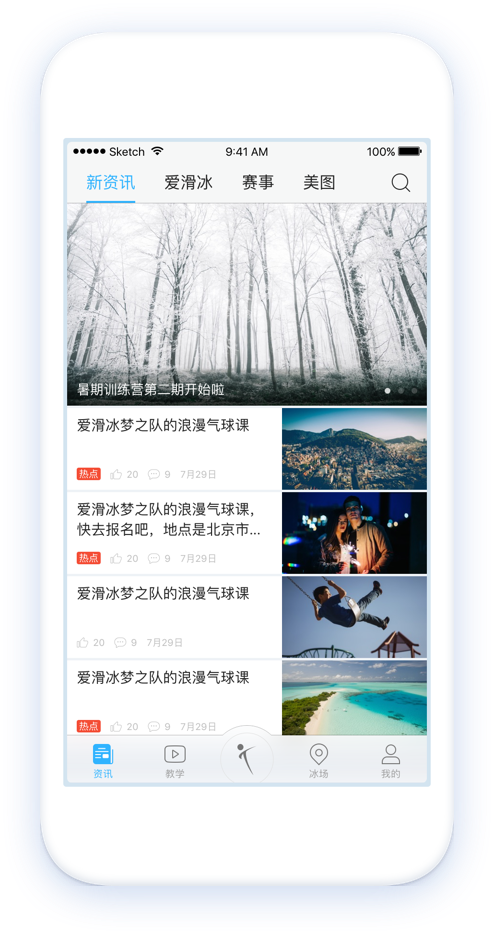 Sketch 9:41 AM 100%
新资讯 爱滑冰 赛事 美图
暑期训练营第二期开始啦
爱滑冰梦之队的浪漫气球课
热点 20 9 7月29日
爱滑冰梦之队的浪漫气球课,
快去报名吧，地点是北京市...
热点 20 9 7月29日
爱滑冰梦之队的浪漫气球课
20 9 7月29日
爱滑冰梦之队的浪漫气球课
热点 20 9 7月29日
资讯 教学 冰场 我的